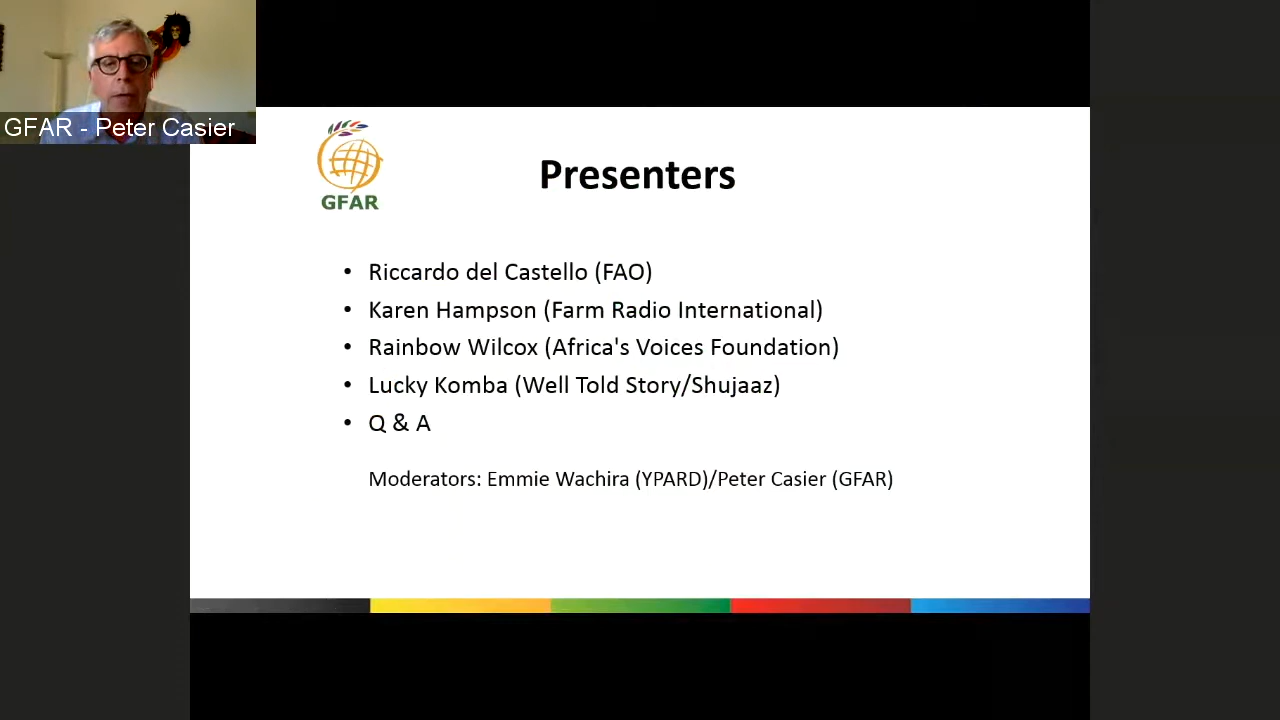 GFAR - Peter Casier
GFAR
Presenters
• Riccardo del Castello (FAO)
• Karen Hampson (Farm Radio International)
• Rainbow Wilcox (Africa's Voices Foundation)
• Lucky Komba (Well Told Story/Shujaaz)
• Q & A
Moderators: Emmie Wachira (YPARD)/Peter Casier (GFAR)